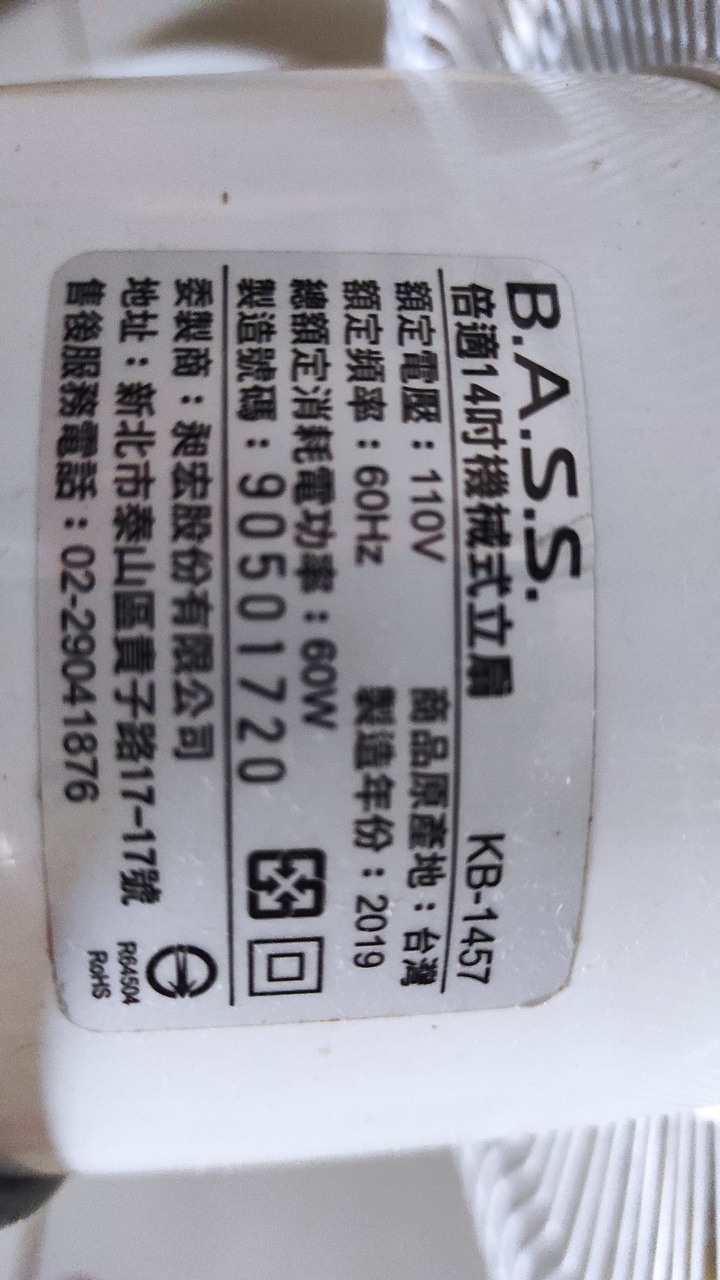 B.A.S.S.
倍適14吋機械式立扇 KB-1457
額定電壓：110V 商品原產地：台灣
額定頻率：60Hz 製造年份：2019
總額定消耗電功率：60W
製造號碼：90501720
委製商：昶宏股份有限公司
地址：新北市泰山區貴子路17-17號
售後服務電話：02-29041876
R64504
RoHS